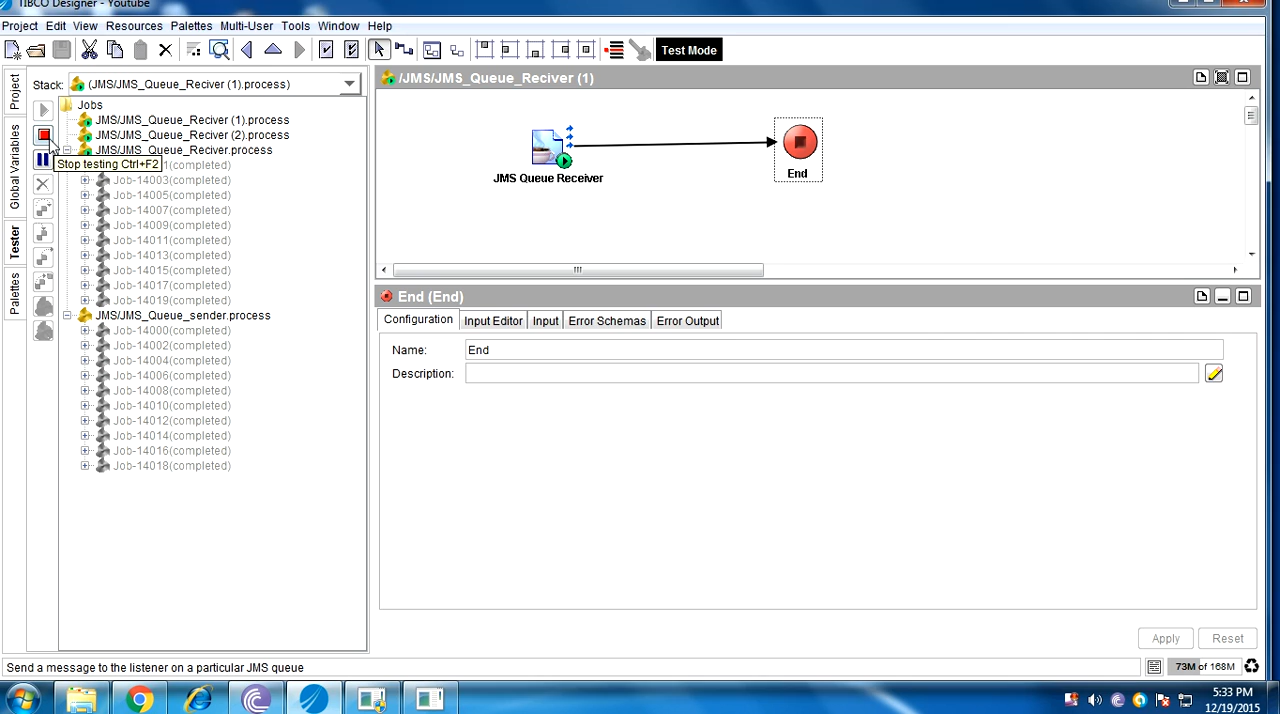 TIBCO Designer - Youtube
Project Edit View Resources Palettes Multi-User Tools Window Help
Test Mode
Project
Global Variables
Tester
Palettes
Stack: (JMS/JMS_Queue_Reciver (1).process)
Jobs
JMS/JMS_Queue_Reciver (1).process
JMS/JMS_Queue_Reciver (2).process
JMS/JMS_Queue_Reciver.process
Stop testing Ctrl+F2
1(completed)
Job-14003(completed)
Job-14005(completed)
Job-14007(completed)
Job-14009(completed)
Job-14011(completed)
Job-14013(completed)
Job-14015(completed)
Job-14017(completed)
Job-14019(completed)
JMS/JMS_Queue_sender.process
Job-14000(completed)
Job-14002(completed)
Job-14004(completed)
Job-14006(completed)
Job-14008(completed)
Job-14010(completed)
Job-14012(completed)
Job-14014(completed)
Job-14016(completed)
Job-14018(completed)
/JMS/JMS_Queue_Reciver (1)
JMS Queue Receiver
End
End (End)
Configuration Input Editor Input Error Schemas Error Output
Name: End
Description:
Apply Reset
Send a message to the listener on a particular JMS queue
73M of 168M
5:33 PM
12/19/2015